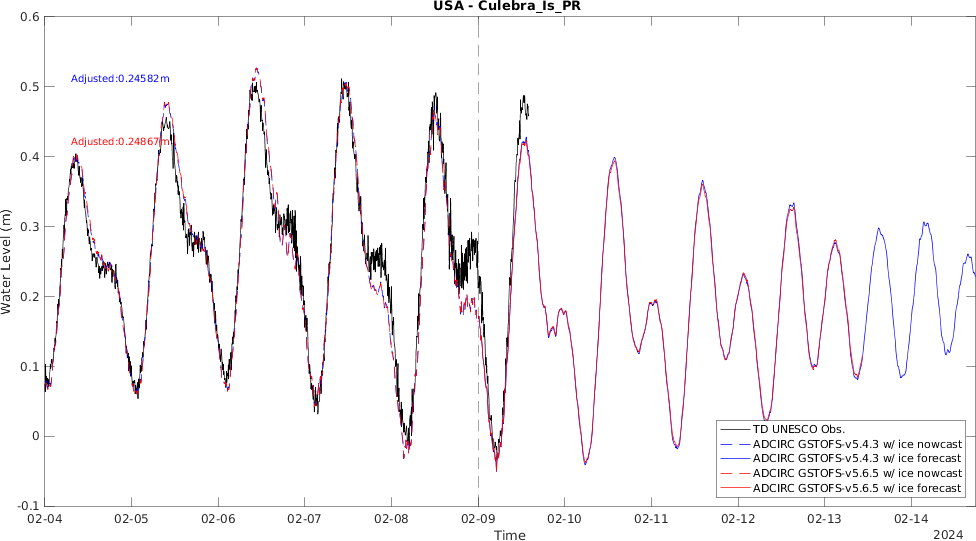 USA - Culebra_Is_PR
0.6
0.5
0.4
0.3
0.2
0.1
0
-0.1
Water Level (m)
Adjusted:0.24582m
Adjusted:0.24867m
TD UNESCO Obs.
ADCIRC GSTOFS-v5.4.3 w/ ice nowcast
ADCIRC GSTOFS-v5.4.3 w/ ice forecast
ADCIRC GSTOFS-v5.6.5 w/ ice nowcast
ADCIRC GSTOFS-v5.6.5 w/ ice forecast
02-04 02-05 02-06 02-07 02-08 02-09 02-10 02-11 02-12 02-13 02-14
Time
2024